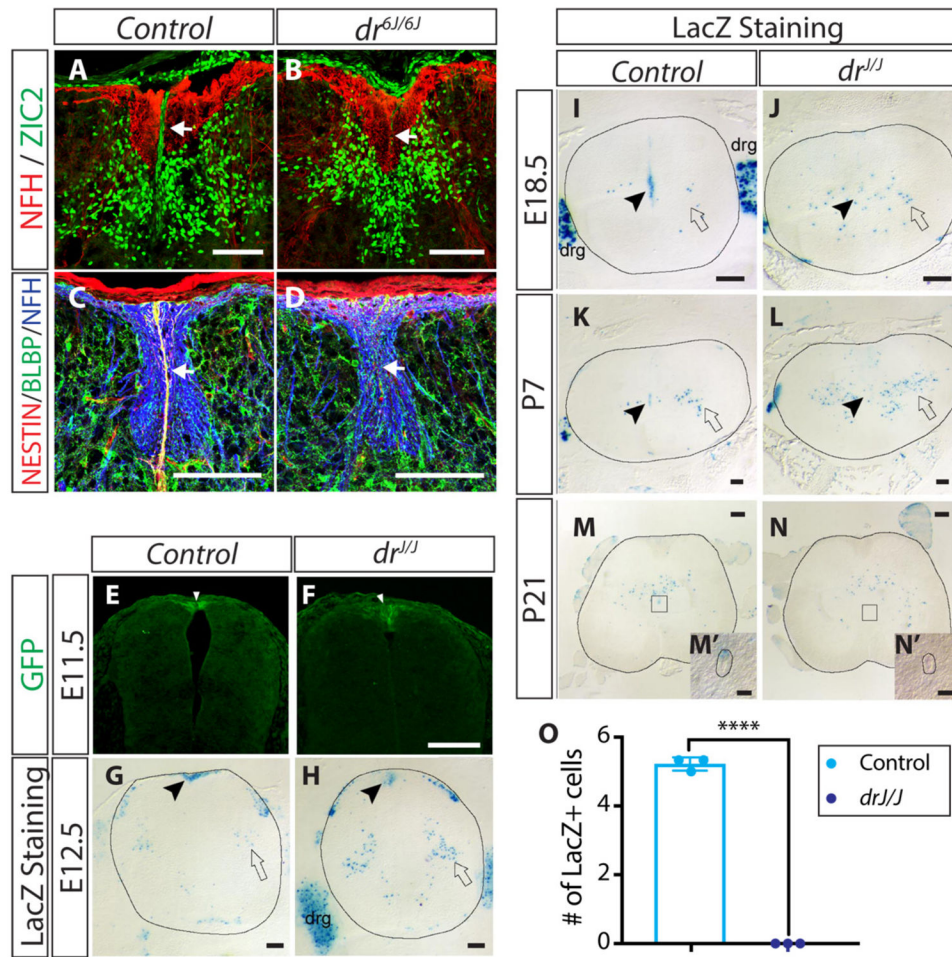 Control
dr6J/6J
NFH / ZIC2
A
B
NESTIN/BLBP/NFH
C
D
Control
drJ/J
GFP
E11.5
E
F
LacZ Staining
E12.5
G
H
drg
LacZ Staining
Control
drJ/J
E18.5
I
drg
drg
J
P7
K
L
P21
M
M'
N
N'
O
****
# of LacZ+ cells
6
4
2
0
Control
drJ/J